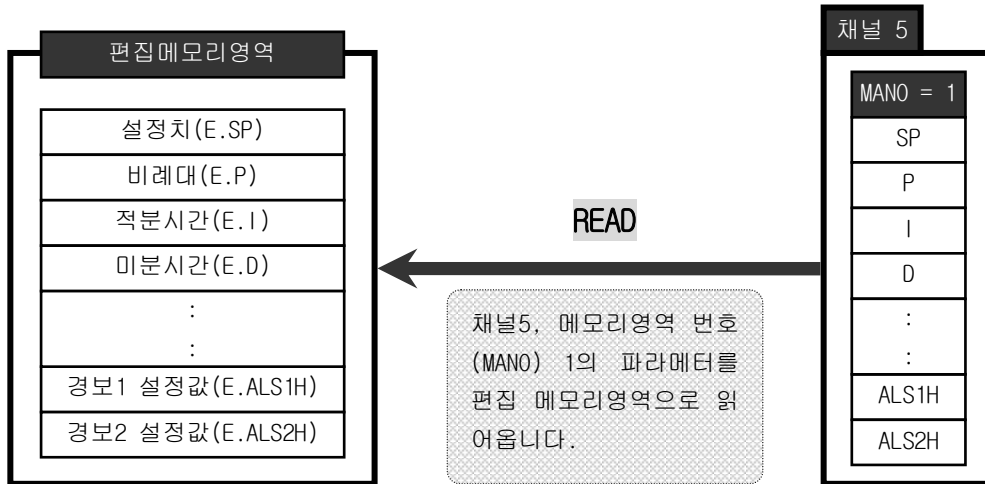 편집메모리영역
설정치(E.SP)
비례대(E.P)
적분시간(E.I)
미분시간(E.D)
:
:
경보1 설정값(E.ALS1H)
경보2 설정값(E.ALS2H)
READ
채널5, 메모리영역 번호
(MANO) 1의 파라메터를
편집 메모리영역으로 읽
어옵니다.
채널 5
MANO = 1
SP
P
I
D
:
:
ALS1H
ALS2H